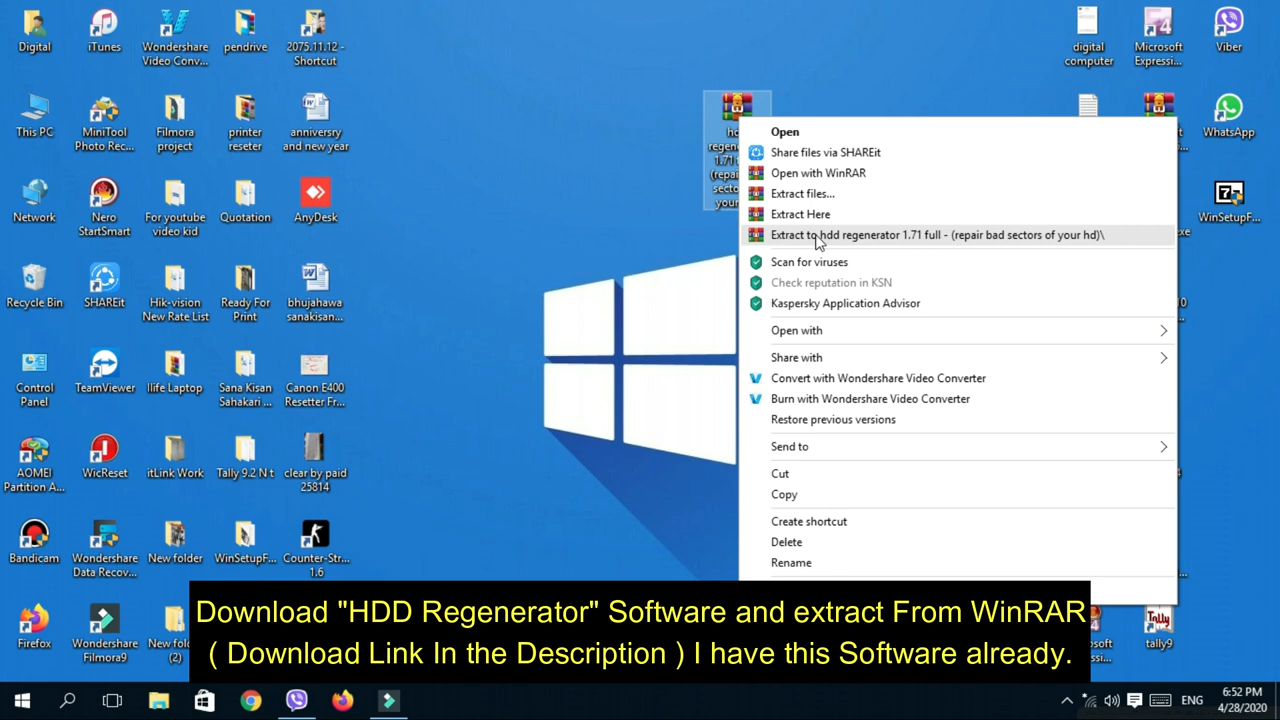 Digital
iTunes
Wondershare
Video Conv...
pendrive
2075.11.12 -
Shortcut
digital
computer
Microsoft
Expressi...
Viber
This PC
MiniTool
Photo Rec...
Filmora
project
printer
reseter
anniversry
and new year
WhatsApp
Network
Nero
StartSmart
For youtube
video kid
Quotation
AnyDesk
WinSetupF...
Recycle Bin
SHAREit
Hik-vision
New Rate List
Ready For
Print
bhujahawa
sanakisan...
Control
Panel
TeamViewer
Ilife Laptop
Sana Kisan
Sahakari ...
Canon E400
Resetter Fr...
AOMEI
Partition A...
WicReset
itLink Work
Tally 9.2 N t
clear by paid
25814
Bandicam
Wondershare
Data Recov...
New folder
WinSetupF...
Counter-Str...
1.6
Firefox
Wondershare
Filmora9
New fold
(2)
tally9
Open
Share files via SHAREit
Open with WinRAR
Extract files...
Extract Here
Extract to hdd regenerator 1.71 full - (repair bad sectors of your hd)\
Scan for viruses
Check reputation in KSN
Kaspersky Application Advisor
Open with
Share with
Convert with Wondershare Video Converter
Burn with Wondershare Video Converter
Restore previous versions
Send to
Cut
Copy
Create shortcut
Delete
Rename
Download "HDD Regenerator" Software and extract From WinRAR
( Download Link In the Description ) I have this Software already.
ENG
6:52 PM
4/28/2020